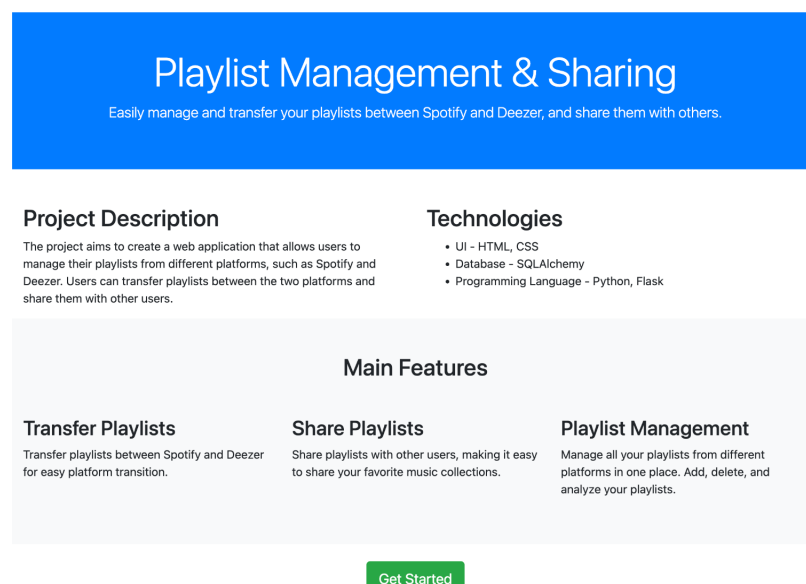 Playlist Management & Sharing
Easily manage and transfer your playlists between Spotify and Deezer, and share them with others.
Project Description
The project aims to create a web application that allows users to
manage their playlists from different platforms, such as Spotify and
Deezer. Users can transfer playlists between the two platforms and
share them with other users.
Technologies
• UI - HTML, CSS
• Database - SQLAlchemy
• Programming Language - Python, Flask
Main Features
Transfer Playlists
Transfer playlists between Spotify and Deezer
for easy platform transition.
Share Playlists
Share playlists with other users, making it easy
to share your favorite music collections.
Playlist Management
Manage all your playlists from different
platforms in one place. Add, delete, and
analyze your playlists.
Get Started